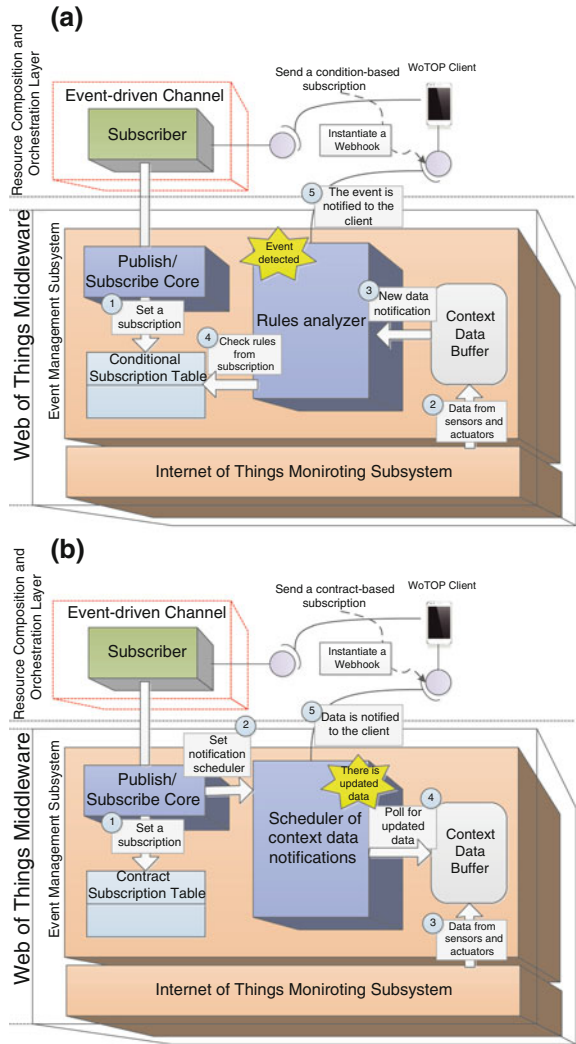 (a)
Resource Composition and
Orchestration Layer
Event-driven Channel
Subscriber
Send a condition-based
subscription
WoTOP Client
Instantiate a
Webhook
5
The event is
notified to the
client
Web of Things Middleware
Event Management Subsystem
Publish/
Subscribe Core
1
Set a
subscription
Conditional
Subscription Table
Event
detected
Rules analyzer
4
Check rules
from
subscription
3
New data
notification
Context
Data
Buffer
2
Data from
sensors and
actuators
Internet of Things Moniroting Subsystem
(b)
Resource Composition and
Orchestration Layer
Event-driven Channel
Subscriber
Send a contract-based
subscription
WoTOP Client
Instantiate a
Webhook
5
Data is notified
to the client
Web of Things Middleware
Event Management Subsystem
Publish/
Subscribe Core
2
Set
notification
scheduler
1
Set a
subscription
Contract
Subscription Table
There is
updated
data
Scheduler of
context data
notifications
4
Poll for
updated
data
Context
Data
Buffer
3
Data from
sensors and
actuators
Internet of Things Moniroting Subsystem